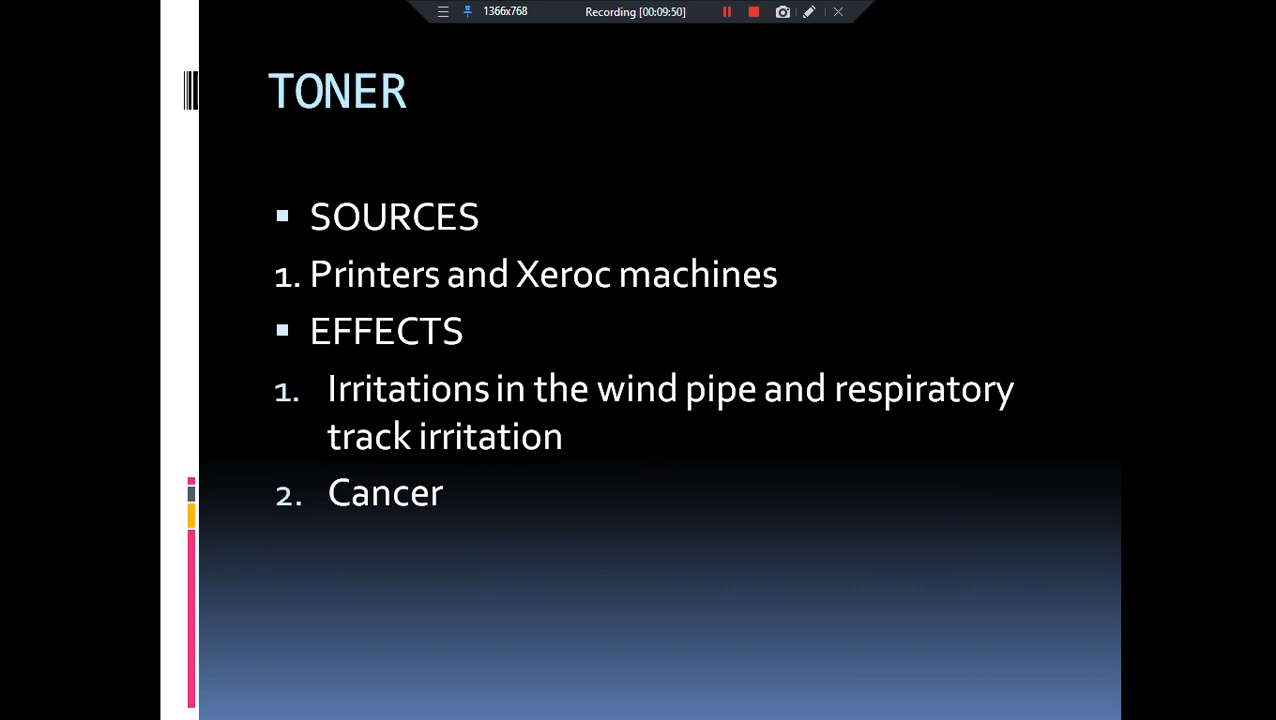 1366x768 Recording [00:09:50]
TONER
SOURCES
1. Printers and Xeroc machines
EFFECTS
1. Irritations in the wind pipe and respiratory
track irritation
2. Cancer